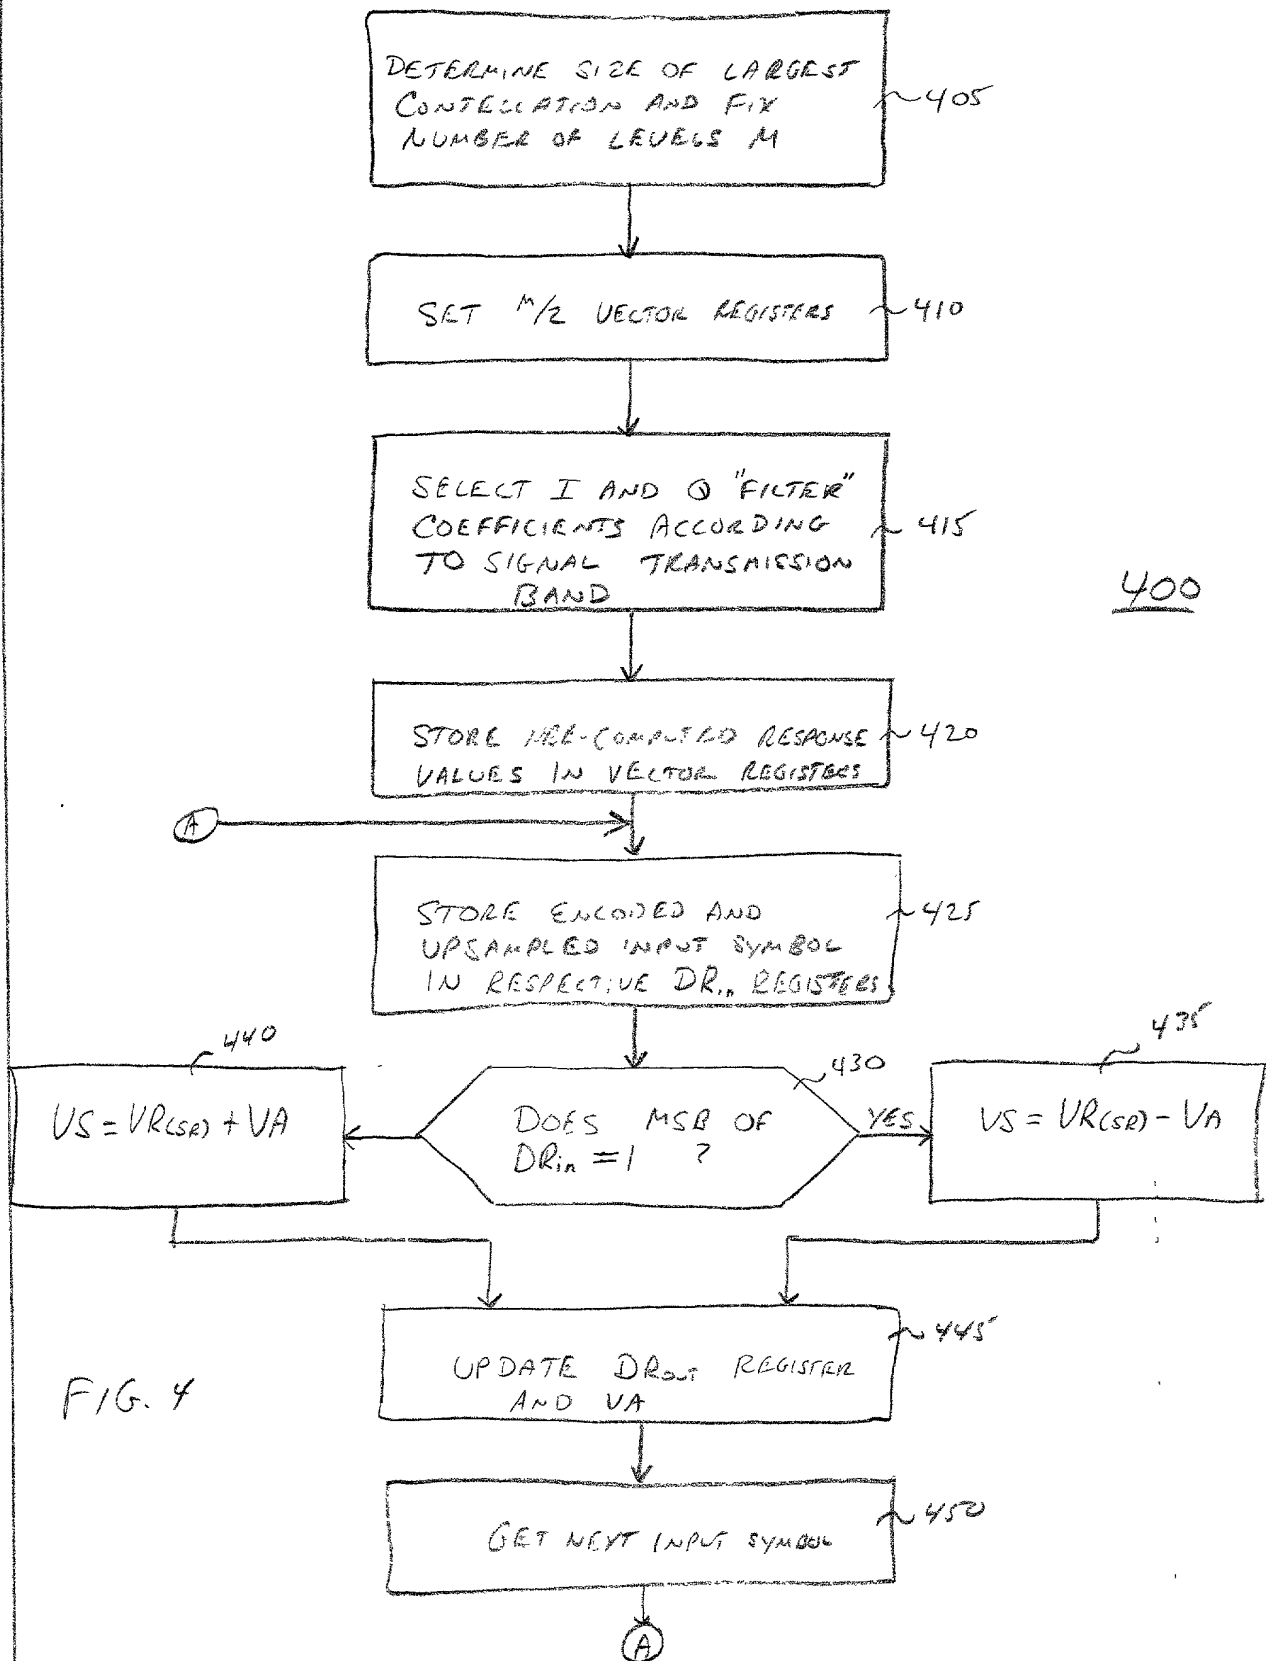 DETERMINE SIZE OF LARGEST
CONTELLATION AND FIX
NUMBER OF LEVELS M
405
SET M/2 VECTOR REGISTERS
410
SELECT I AND Q "FILTER"
COEFFICIENTS ACCORDING
TO SIGNAL TRANSMISSION
BAND
415
400
STORE PRE-COMPUTED RESPONSE
VALUES IN VECTOR REGISTERS
420
A
STORE ENCODED AND
UPSAMPLED INPUT SYMBOL
IN RESPECTIVE DRin REGISTERS
425
440
VS = VR(SR) + VA
DOES MSB OF
DRin = 1 ?
430
YES
435
VS = VR(SR) - VA
UPDATE DROUT REGISTER
AND VA
445
FIG. 4
GET NEXT INPUT SYMBOL
450
A